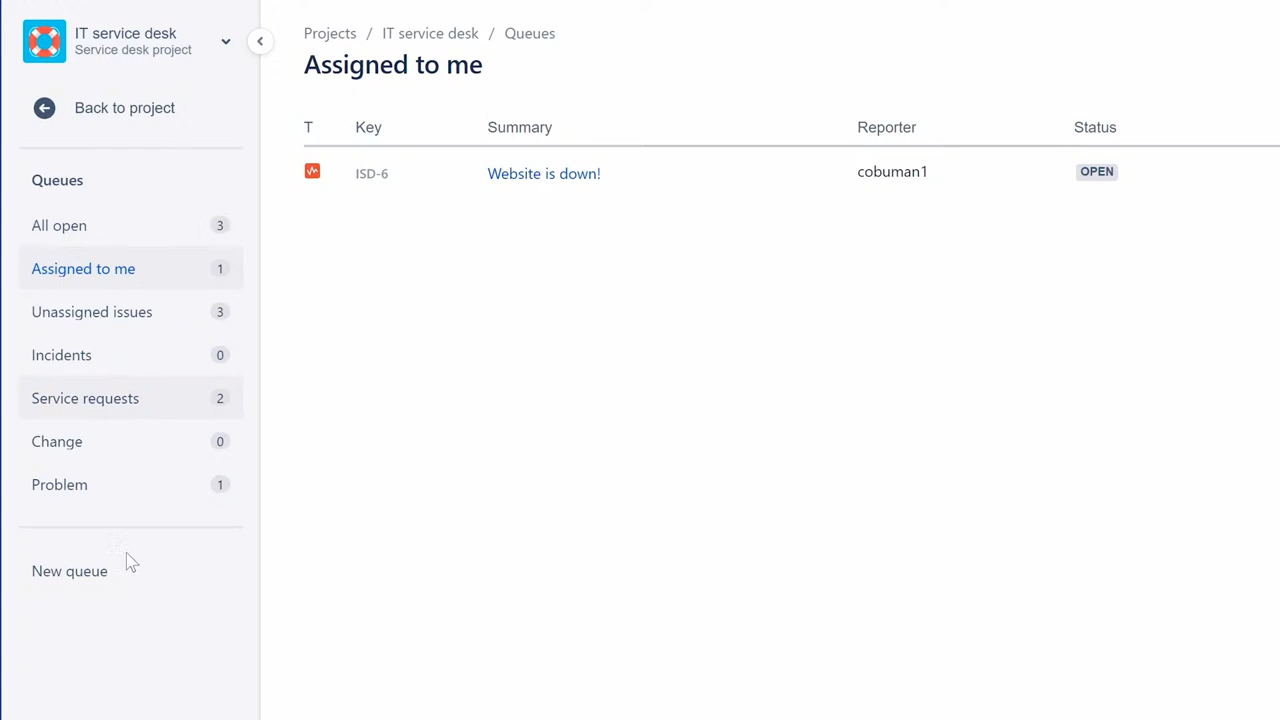 IT service desk
Service desk project
Back to project
Queues
All open 3
Assigned to me 1
Unassigned issues 3
Incidents 0
Service requests 2
Change 0
Problem 1
New queue
Projects / IT service desk / Queues
Assigned to me
T Key Summary Reporter Status
ISD-6 Website is down! cobuman1 OPEN